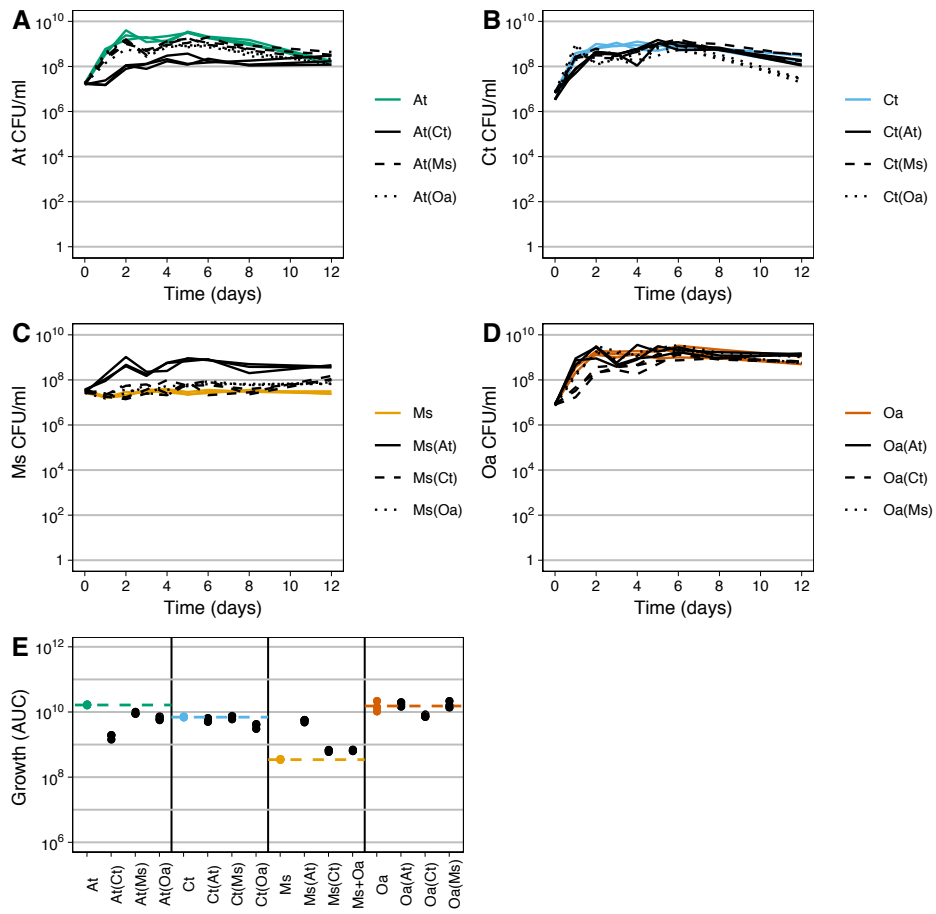 A
At CFU/ml
10^10
10^8
10^6
10^4
10^2
1
0 2 4 6 8 10 12
Time (days)
At
At(Ct)
At(Ms)
At(Oa)
B
Ct CFU/ml
10^10
10^8
10^6
10^4
10^2
1
0 2 4 6 8 10 12
Time (days)
Ct
Ct(At)
Ct(Ms)
Ct(Oa)
C
Ms CFU/ml
10^10
10^8
10^6
10^4
10^2
1
0 2 4 6 8 10 12
Time (days)
Ms
Ms(At)
Ms(Ct)
Ms(Oa)
D
Oa CFU/ml
10^10
10^8
10^6
10^4
10^2
1
0 2 4 6 8 10 12
Time (days)
Oa
Oa(At)
Oa(Ct)
Oa(Ms)
E
Growth (AUC)
10^12
10^10
10^8
10^6
At
At(Ct)
At(Ms)
At(Oa)
Ct
Ct(At)
Ct(Ms)
Ct(Oa)
Ms
Ms(At)
Ms(Ct)
Ms+Oa
Oa
Oa(At)
Oa(Ct)
Oa(Ms)